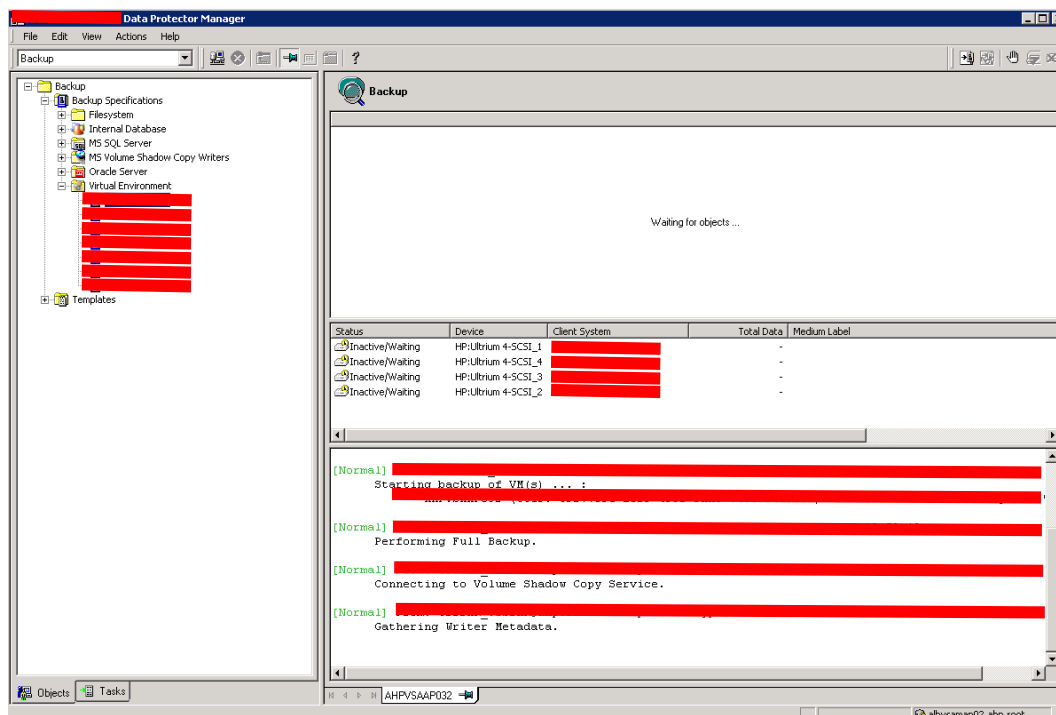 Data Protector Manager
File Edit View Actions Help
Backup
?
Backup
Backup Specifications
Filesystem
Internal Database
MS SQL Server
MS Volume Shadow Copy Writers
Oracle Server
Virtual Environment
Templates
Objects Tasks
Backup
Waiting for objects ...
Status Device Client System Total Data Medium Label
Inactive/Waiting HP:Ultrium 4-SCSI_1 -
Inactive/Waiting HP:Ultrium 4-SCSI_4 -
Inactive/Waiting HP:Ultrium 4-SCSI_3 -
Inactive/Waiting HP:Ultrium 4-SCSI_2 -
[Normal]
Starting backup of VM(s) ... :
[Normal]
Performing Full Backup.
[Normal]
Connecting to Volume Shadow Copy Service.
[Normal]
Gathering Writer Metadata.
AHPVSAAP032